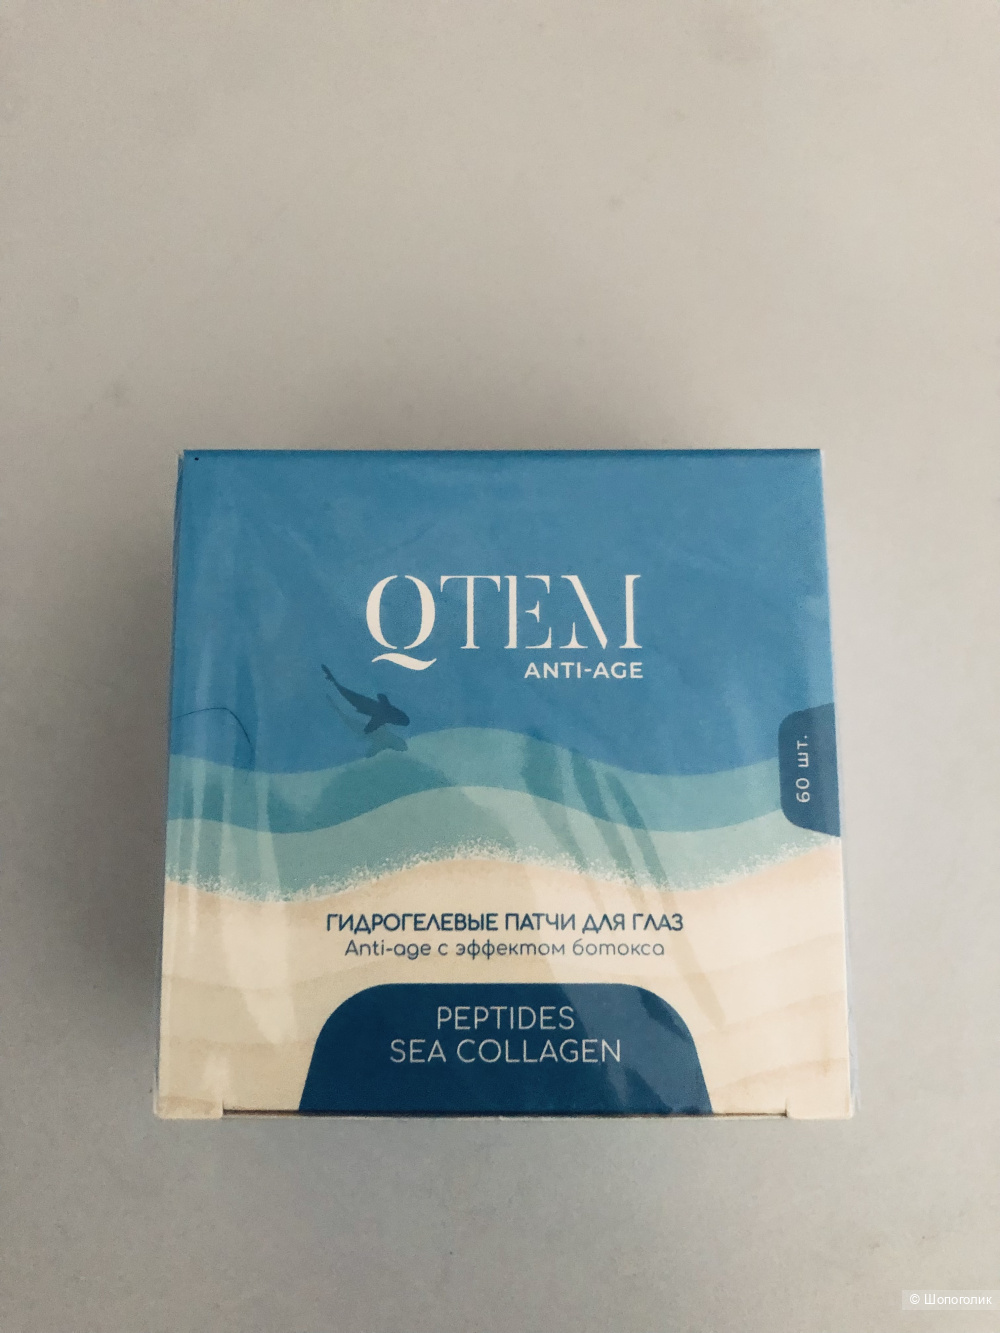 QTEM
ANTI-AGE
60 шт.
ГИДРОГЕЛЕВЫЕ ПАТЧИ ДЛЯ ГЛАЗ
Anti-age с эффектом ботокса
PEPTIDES
SEA COLLAGEN
© Шопоголик